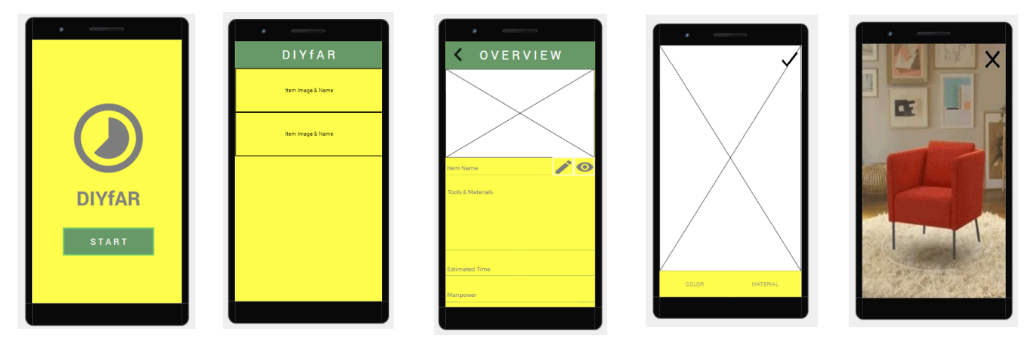 DIYfAR
START
DIYfAR
Item Image & Name
Item Image & Name
OVERVIEW
Item Name
Tools & Materials
Estimated Time
Manpower
COLOR MATERIAL